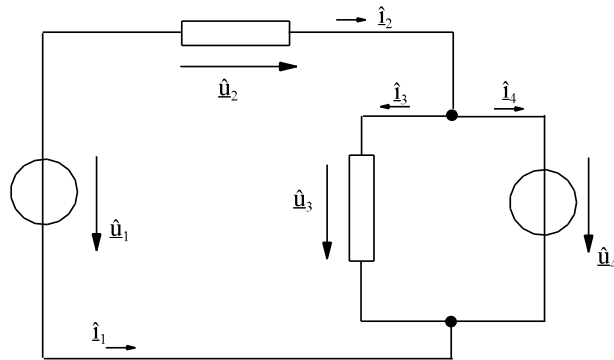 î₂
û₂
î₃ î₄
û₃
û₁
û₄
î₁